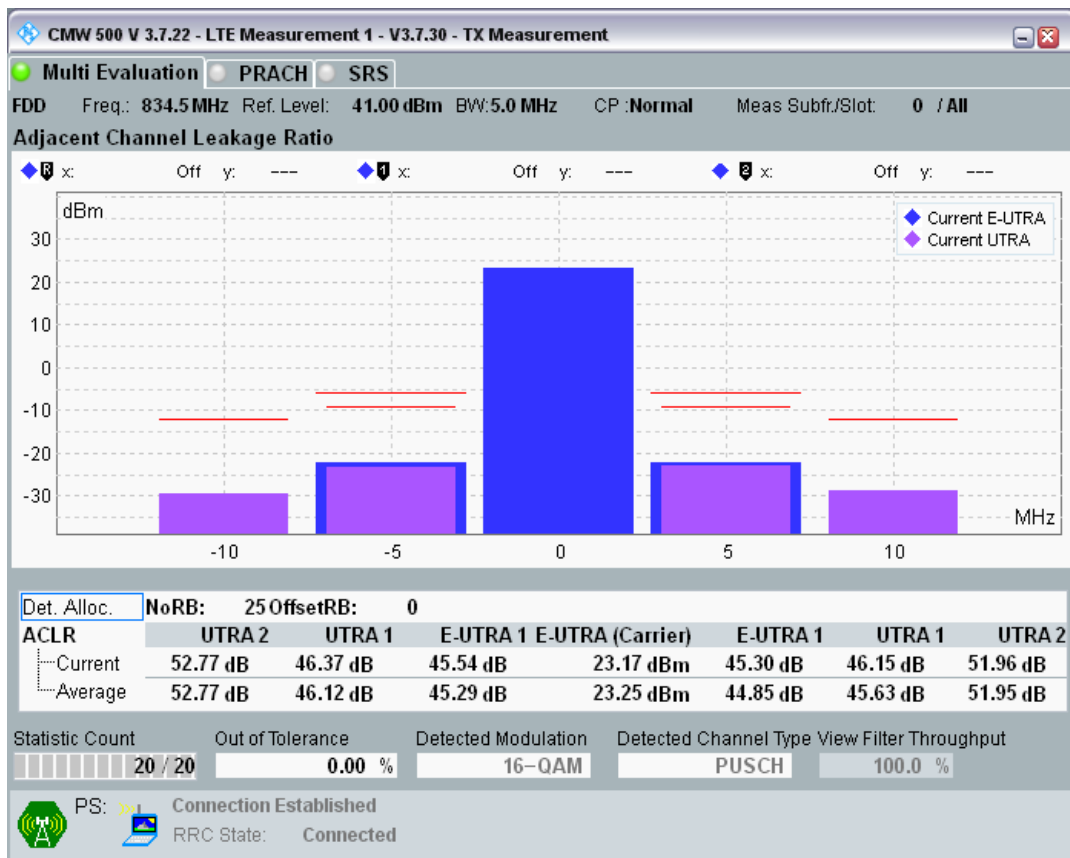 CMW 500 V 3.7.22 - LTE Measurement 1 - V3.7.30 - TX Measurement
Multi Evaluation PRACH SRS
FDD Freq.: 834.5 MHz Ref. Level: 41.00 dBm BW:5.0 MHz CP :Normal Meas Subfr./Slot: 0 / All
Adjacent Channel Leakage Ratio
R x: Off y: --- 1 x: Off y: --- 2 x: Off y: ---
dBm
Current E-UTRA
Current UTRA
30
20
10
0
-10
-20
-30
MHz
-10 -5 0 5 10
Det. Alloc. NoRB: 25 OffsetRB: 0
ACLR UTRA 2 UTRA 1 E-UTRA 1 E-UTRA (Carrier) E-UTRA 1 UTRA 1 UTRA 2
Current 52.77 dB 46.37 dB 45.54 dB 23.17 dBm 45.30 dB 46.15 dB 51.96 dB
Average 52.77 dB 46.12 dB 45.29 dB 23.25 dBm 44.85 dB 45.63 dB 51.95 dB
Statistic Count Out of Tolerance Detected Modulation Detected Channel Type View Filter Throughput
20 / 20 0.00 % 16-QAM PUSCH 100.0 %
PS: Connection Established
RRC State: Connected